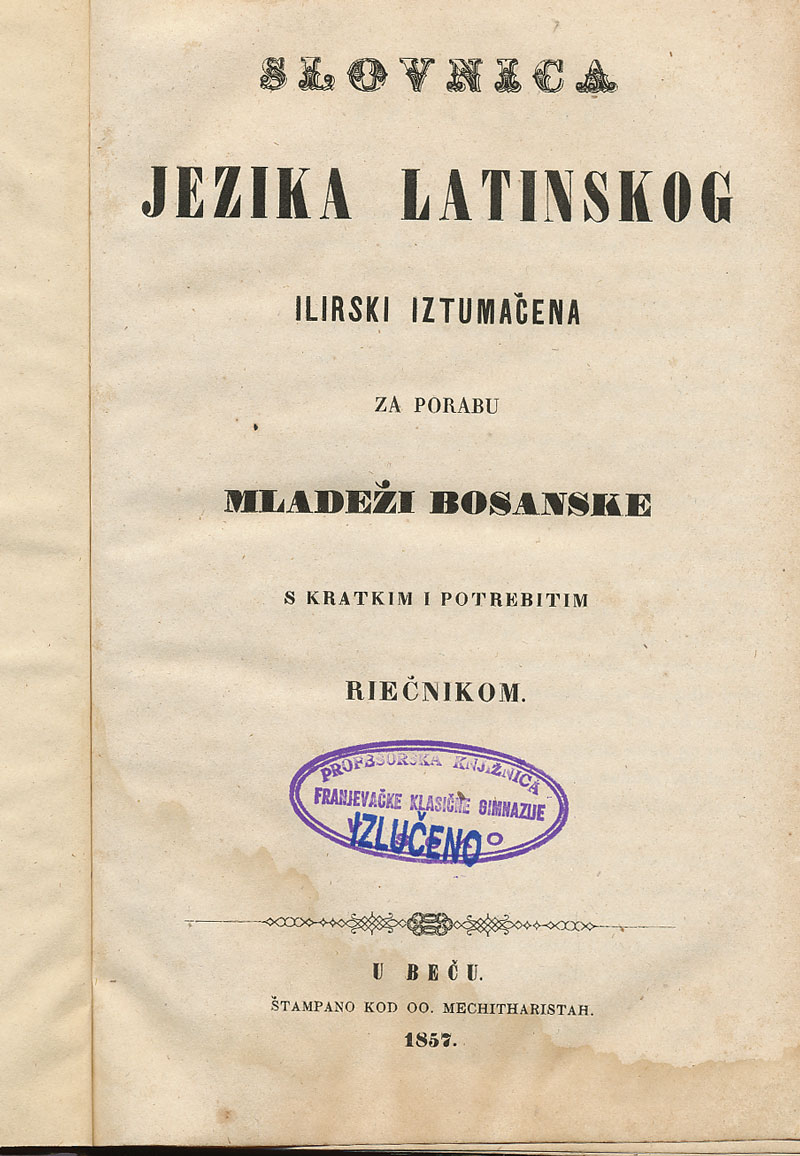 SLOVNICA
JEZIKA LATINSKOG
ILIRSKI IZTUMAČENA
ZA PORABU
MLADEŽI BOSANSKE
S KRATKIM I POTREBITIM
RIEČNIKOM.
PROFESORSKA KNJIŽNICA
FRANJEVAČKE KLASIČNE GIMNAZIJE
IZLUČENO
U BEČU.
ŠTAMPANO KOD OO. MECHITHARISTAH.
1857.